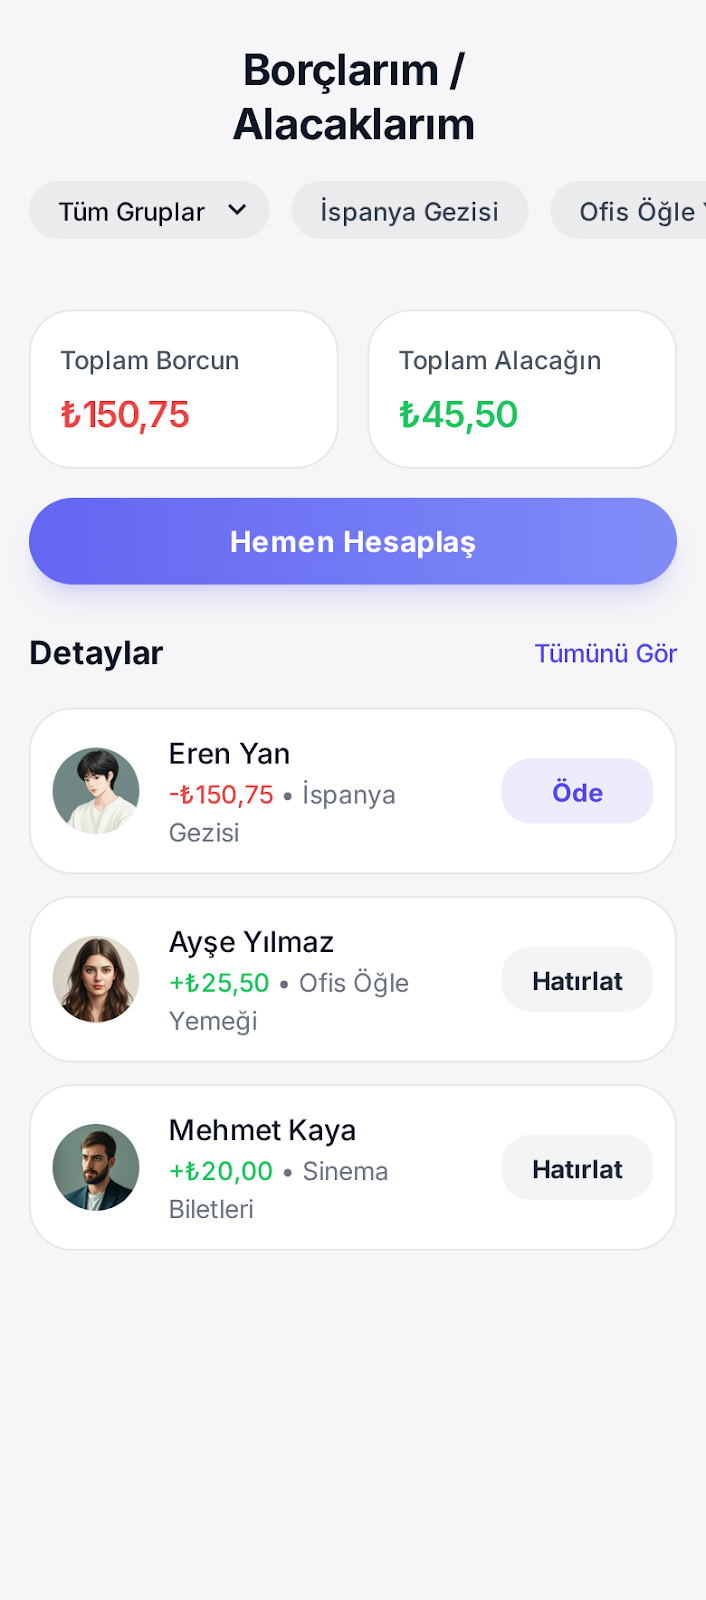 Borçlarım /
Alacaklarım
Tüm Gruplar
İspanya Gezisi
Ofis Öğle
Toplam Borcun
₺150,75
Toplam Alacağın
₺45,50
Hemen Hesaplaş
Detaylar
Tümünü Gör
Eren Yan
-₺150,75 • İspanya
Gezisi
Öde
Ayşe Yılmaz
+₺25,50 • Ofis Öğle
Yemeği
Hatırlat
Mehmet Kaya
+₺20,00 • Sinema
Biletleri
Hatırlat